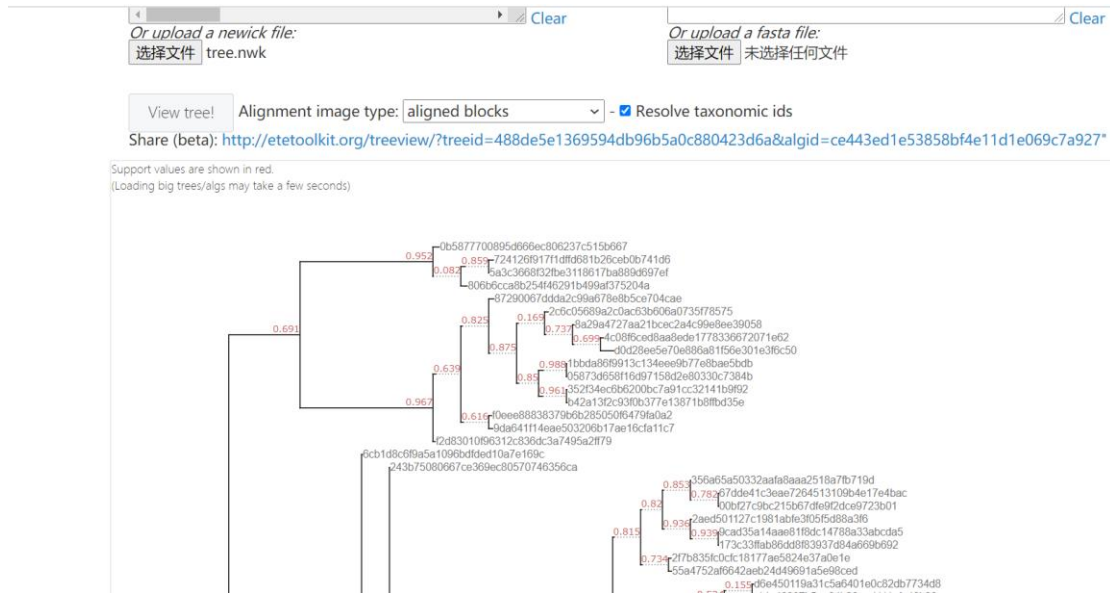 Clear
Clear
Or upload a newick file:
Or upload a fasta file:
选择文件 tree.nwk
选择文件 未选择任何文件
View tree! Alignment image type: aligned blocks - Resolve taxonomic ids
Share (beta): http://etetoolkit.org/treeview/?treeid=488de5e1369594db96b5a0c880423d6a&algid=ce443ed1e53858bf4e11d1e069c7a927"
Support values are shown in red.
(Loading big trees/algs may take a few seconds)
0b5877700895d666ec806237c515b667
0.952
0.859 724126f917f1dffd681b26ceb0b741d6
0.082 5a3c3668f32fbe3118617ba889d697ef
806b6cca8b254f46291b499af375204a
87290067ddda2c99a678e8b5ce704cae
2c6c05689a2c0ac63b606a0735f78575
0.825 0.169 8a29a4727aa21bcec2a4c99e8ee39058
0.691 0.737
0.699 4c08f6ced8aa8ede1778336672071e62
0.875 d0d28ee5e70e886a81f56e301e3f6c50
0.988 1bbda86f9913c134eee9b77e8bae5bdb
0.639 0.85 05873d658f16d97158d2e80330c7384b
0.961 352f34ec6b6200bc7a91cc32141b9f92
0.967 b42a13f2c93f0b377e13871b8ffbd35e
0.616 f0eee88838379b6b285050f6479fa0a2
9da641f14eae503206b17ae16cfa11c7
f2d83010f96312c836dc3a7495a2ff79
6cb1d8c6f9a5a1096bdfded10a7e169c
243b75080667ce369ec80570746356ca
356a65a50332aafa8aaa2518a7fb719d
0.853
0.782 67dde41c3eae7264513109b4e17e4bac
0.82 00bf27c9bc215b67dfe9f2dce9723b01
2aed501127c1981abfe3f05f5d88a3f6
0.936
0.815 0.939 9cad35a14aae81f8dc14788a33abcda5
173c33ffab86dd8f83937d84a669b692
0.734 2f7b835fc0cfc18177ae5824e37a0e1e
55a4752af6642aeb24d49691a5e98ced
0.155 d6e450119a31c5a6401e0c82db7734d8